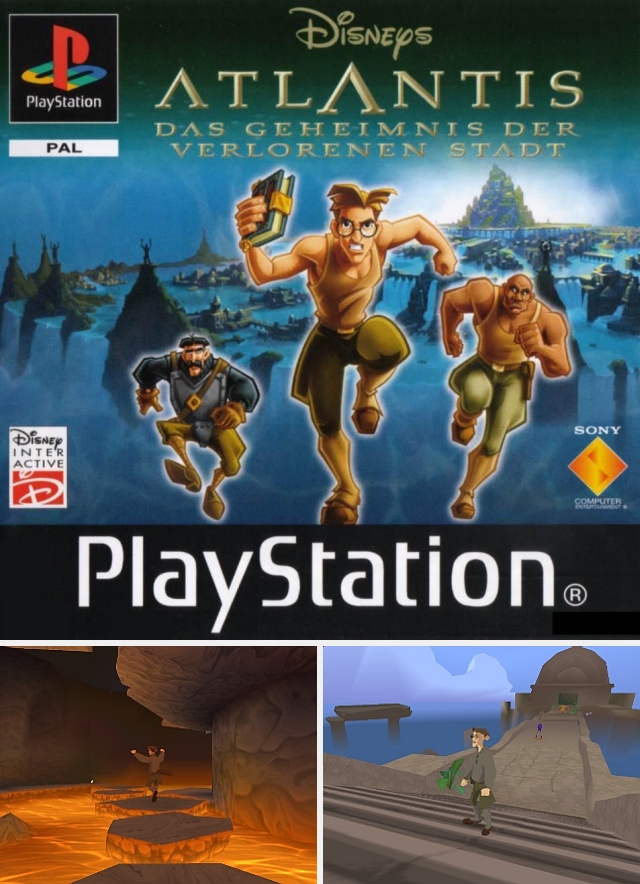 PlayStation
PAL
Disney's
ATLANTIS
DAS GEHEIMNIS DER
VERLORENEN STADT
Disney
INTER
ACTIVE
SONY
COMPUTER
ENTERTAINMENT®
PlayStation®